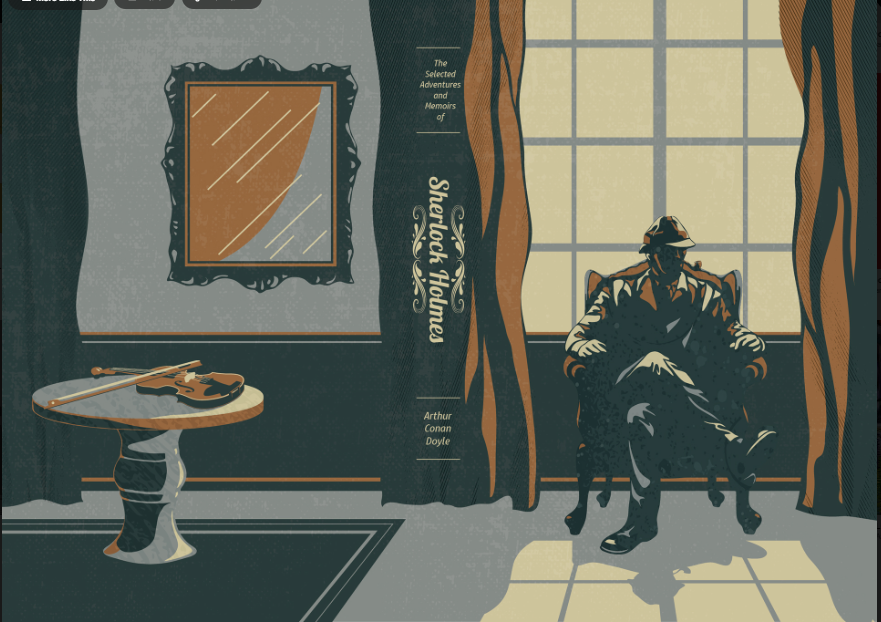 The
Selected
Adventures
and
Memoirs
of
Sherlock Holmes
Arthur
Conan
Doyle